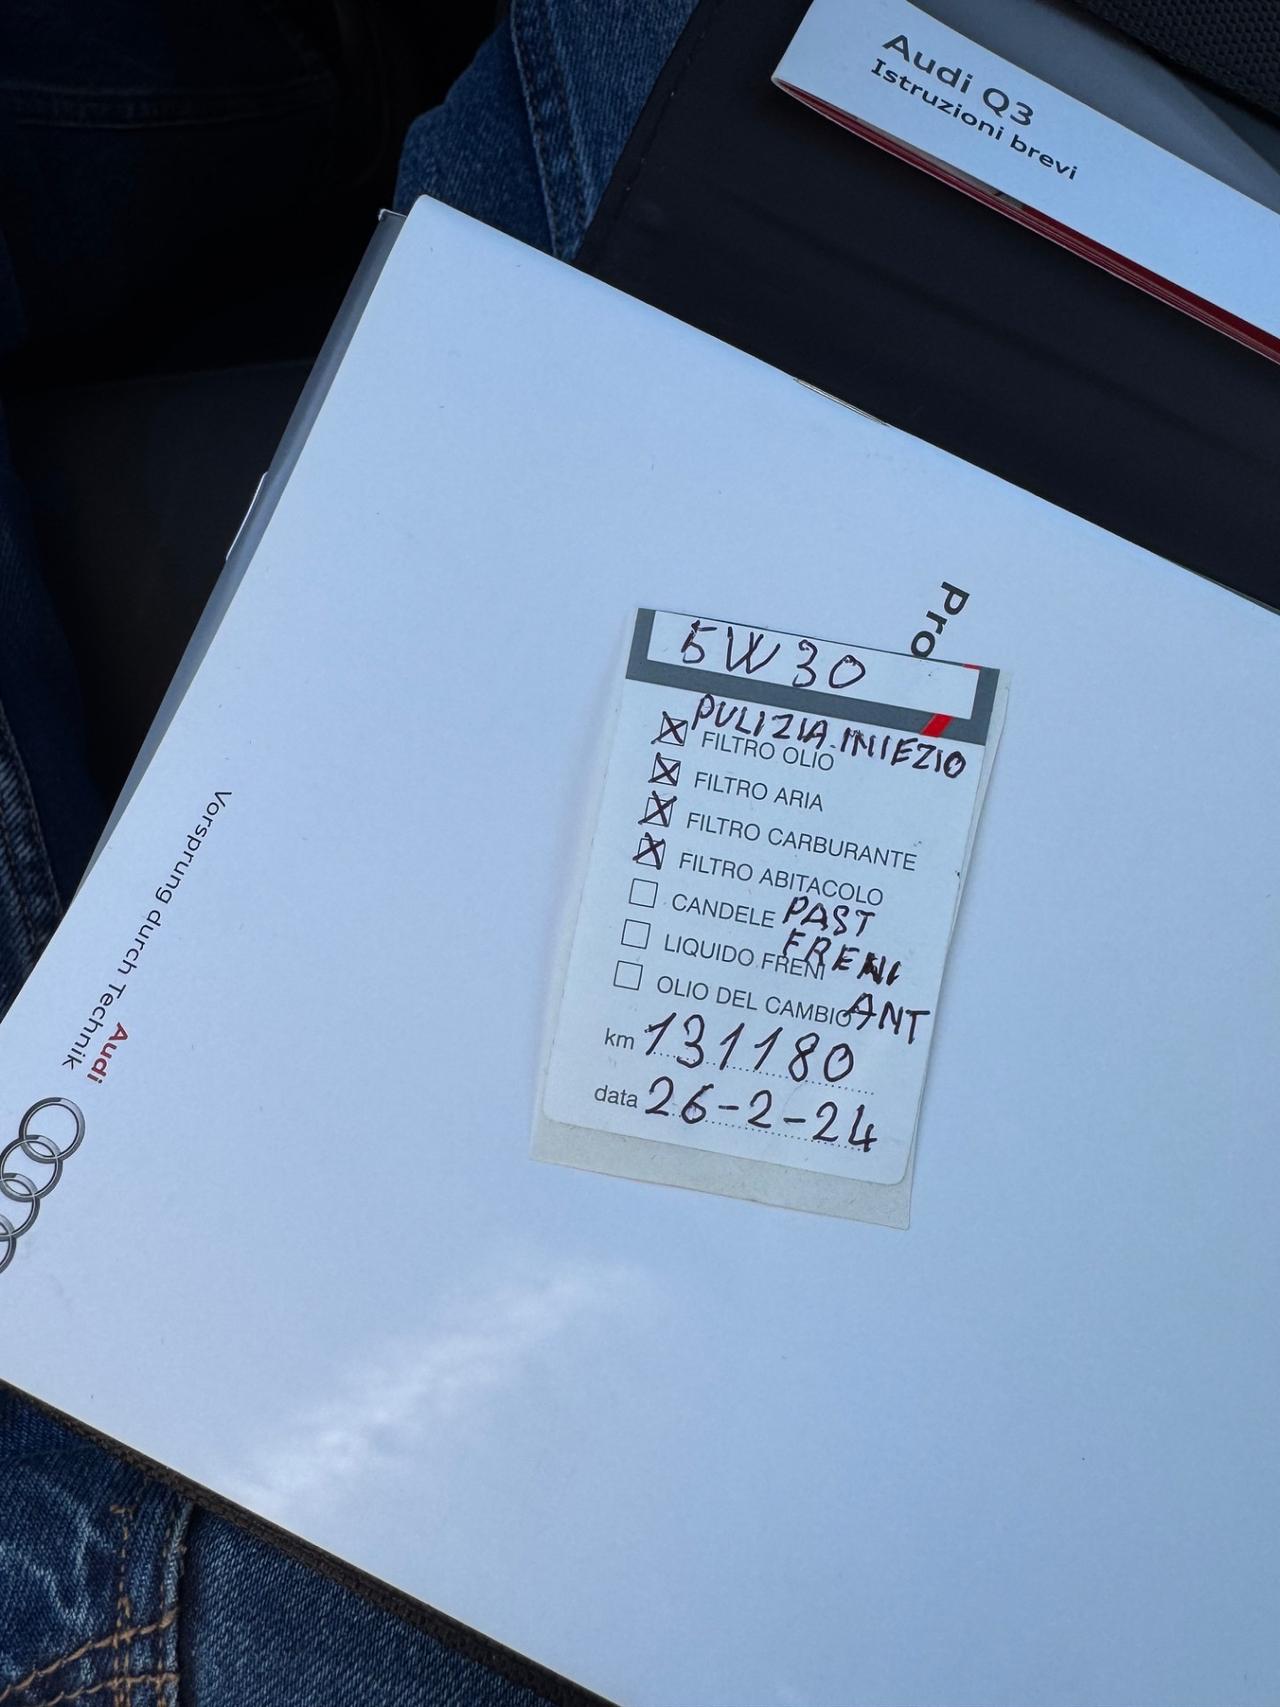 Audi Q3
Istruzioni brevi
Pro
5W30
PULIZIA INIEZIO
FILTRO OLIO
FILTRO ARIA
FILTRO CARBURANTE
FILTRO ABITACOLO
CANDELE PAST
FRENI
LIQUIDO FRENI
OLIO DEL CAMBIO ANT
km 131180
data 26-2-24
Audi
Vorsprung durch Technik